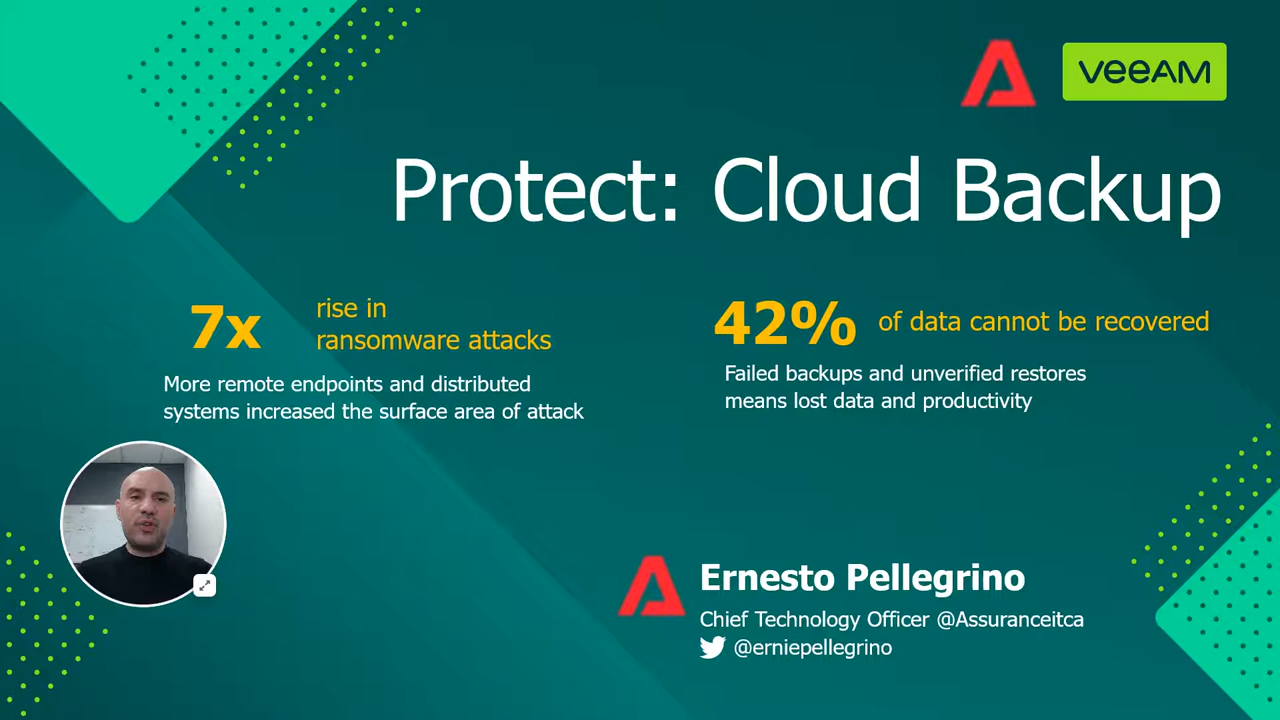 veeAM
Protect: Cloud Backup
7x
rise in
ransomware attacks
More remote endpoints and distributed
systems increased the surface area of attack
42%
of data cannot be recovered
Failed backups and unverified restores
means lost data and productivity
Ernesto Pellegrino
Chief Technology Officer @Assuranceitca
@erniepellegrino